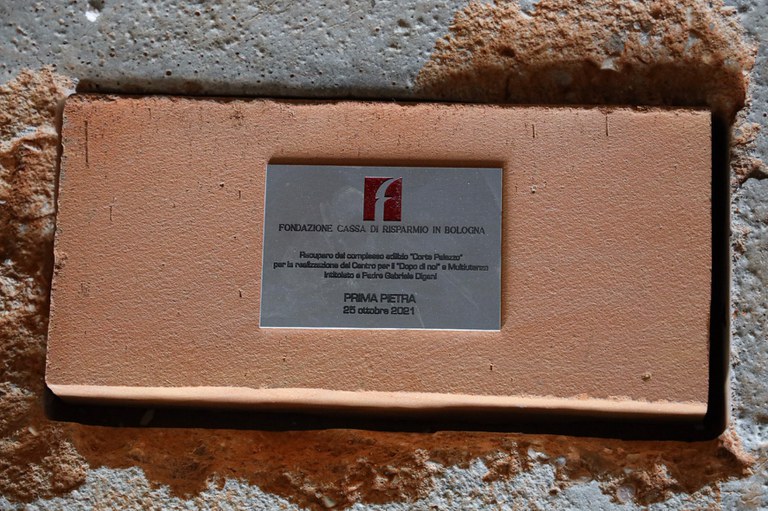 f
FONDAZIONE CASSA DI RISPARMIO IN BOLOGNA
Recupero del complesso edilizio "Corte Palazzo"
per la realizzazione del Centro per il "Dopo di noi" e Multiutenza
intitolato a Padre Gabriele Digani
PRIMA PIETRA
25 ottobre 2021